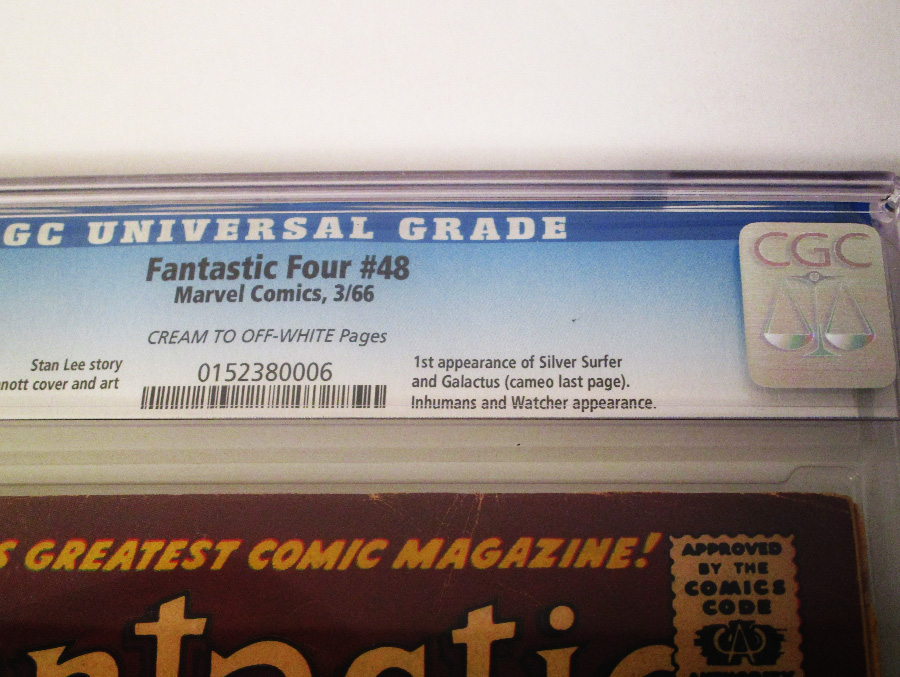 GC UNIVERSAL GRADE
CGC
Fantastic Four #48
Marvel Comics, 3/66
CREAM TO OFF-WHITE Pages
Stan Lee story
nott cover and art
0152380006
1st appearance of Silver Surfer
and Galactus (cameo last page).
Inhumans and Watcher appearance.
S GREATEST COMIC MAGAZINE!
APPROVED
BY THE
COMICS
CODE
AUTHORITY
ntastic